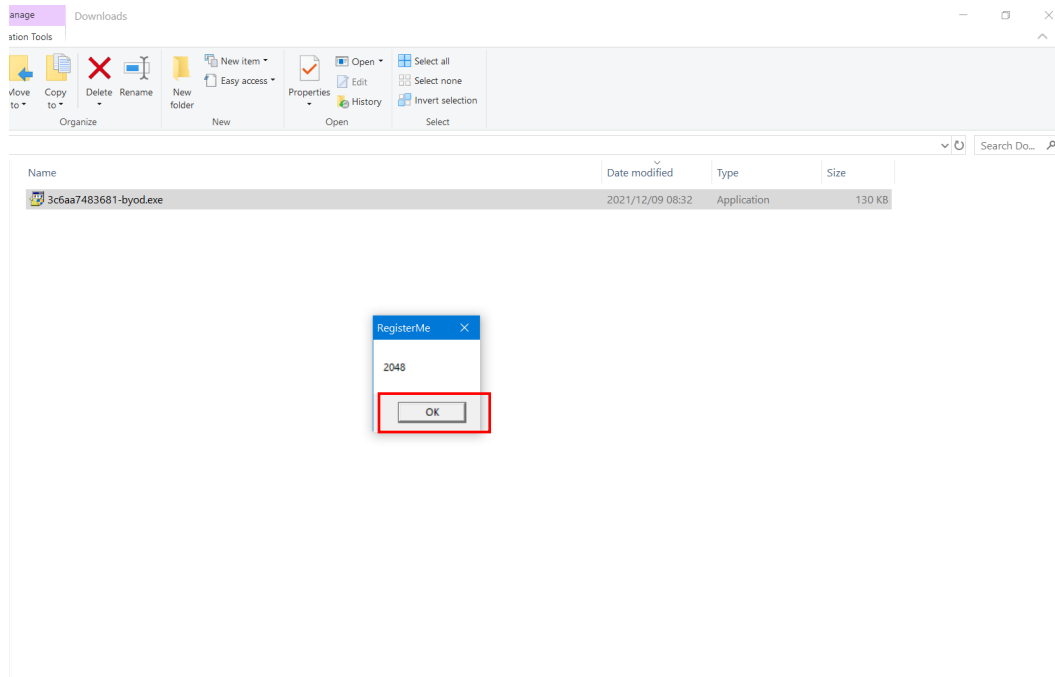 anage Downloads
ation Tools
Move to
Copy to
Delete
Rename
New folder
New item
Easy access
Properties
Open
Edit
History
Select all
Select none
Invert selection
Organize New Open Select
Search Do...
Name Date modified Type Size
3c6aa7483681-byod.exe 2021/12/09 08:32 Application 130 KB
RegisterMe
2048
OK